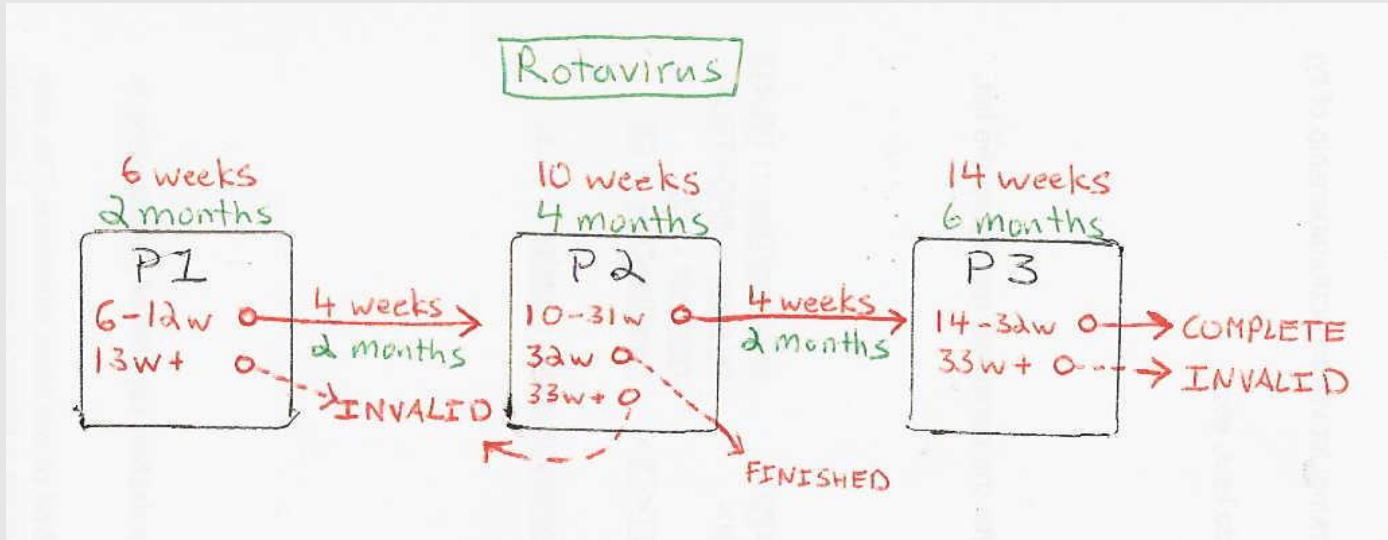 Rotavirus
6 weeks
2 months
P1
6-12w
13w+
4 weeks
2 months
INVALID
10 weeks
4 months
P2
10-31w
32w
33w+
4 weeks
2 months
FINISHED
14 weeks
6 months
P3
14-32w
33w+
COMPLETE
INVALID